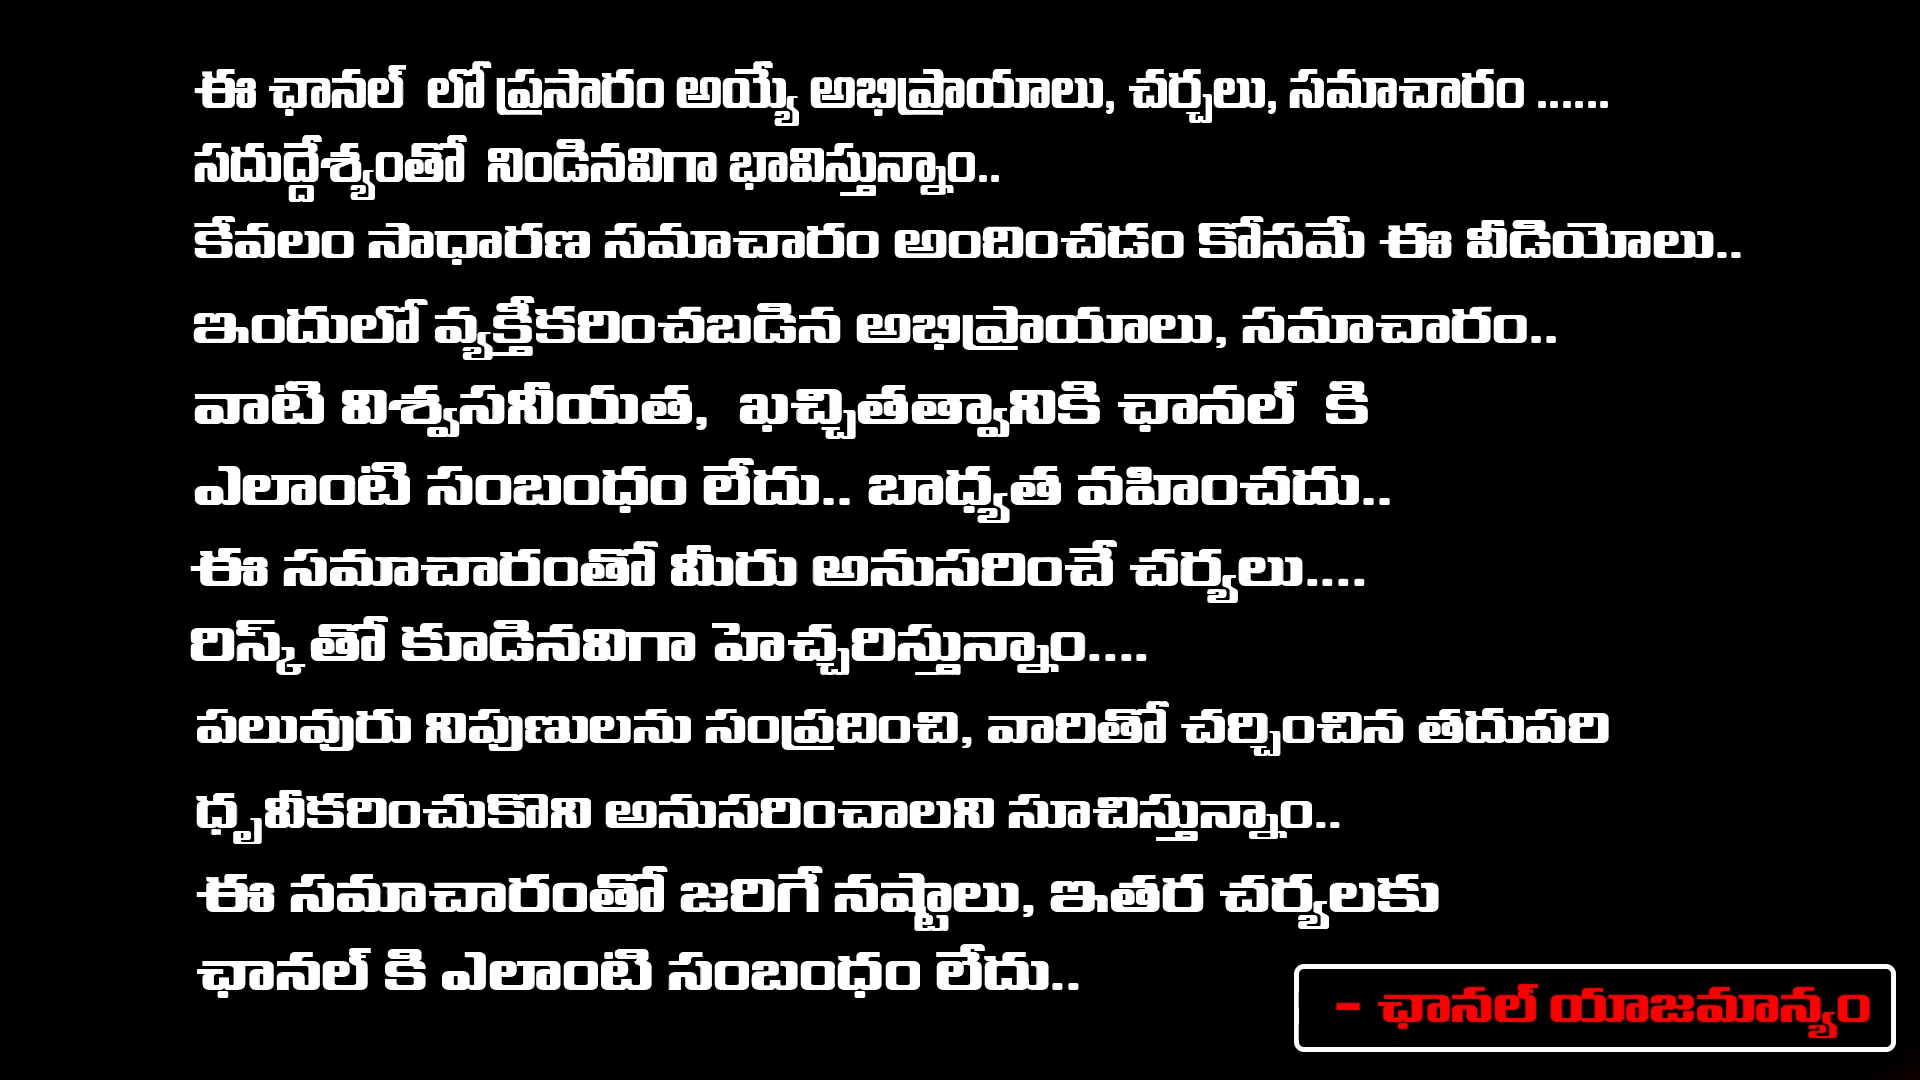 ఈ ఛానల్ లో ప్రసారం అయ్యే అభిప్రాయాలు, చర్చలు, సమాచారం ......
సదుద్దేశ్యంతో నిండినవిగా భావిస్తున్నాం..
కేవలం సాధారణ సమాచారం అందించడం కోసమే ఈ వీడియోలు..
ఇందులో వ్యక్తీకరించబడిన అభిప్రాయాలు, సమాచారం..
వాటి విశ్వసనీయత, ఖచ్చితత్వానికి ఛానల్ కి
ఎలాంటి సంబంధం లేదు.. బాధ్యత వహించదు..
ఈ సమాచారంతో మీరు అనుసరించే చర్యలు....
రిస్క్ తో కూడినవిగా హెచ్చరిస్తున్నాం....
పలువురు నిపుణులను సంప్రదించి, వారితో చర్చించిన తదుపరి
ధృవీకరించుకొని అనుసరించాలని సూచిస్తున్నాం..
ఈ సమాచారంతో జరిగే నష్టాలు, ఇతర చర్యలకు
ఛానల్ కి ఎలాంటి సంబంధం లేదు..
- ఛానల్ యాజమాన్యం